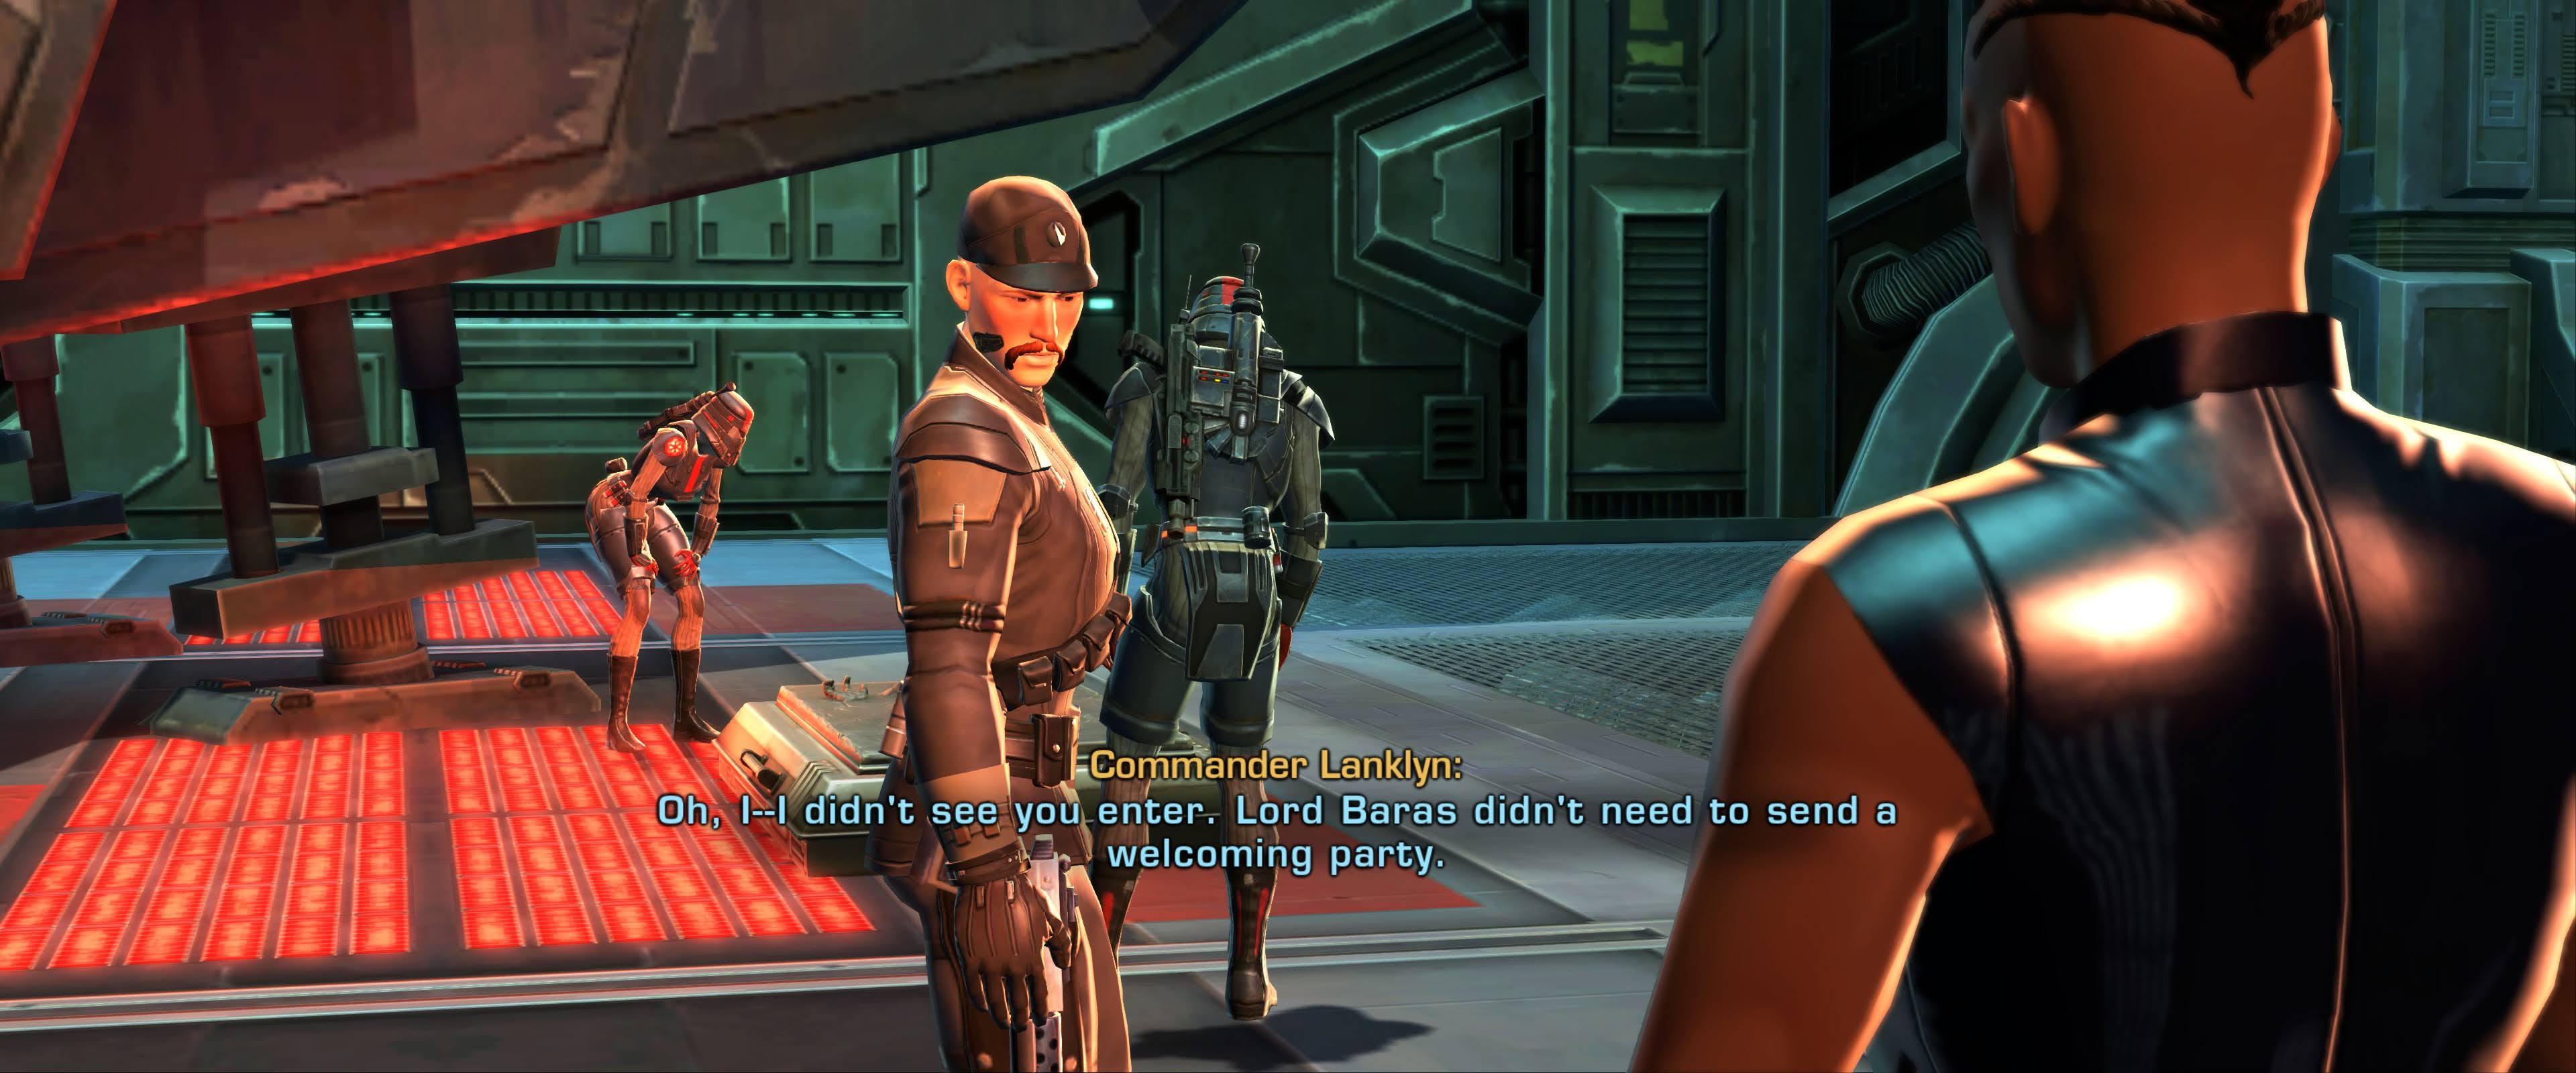 Commander Lanklyn:
Oh, I--I didn't see you enter. Lord Baras didn't need to send a
welcoming party.